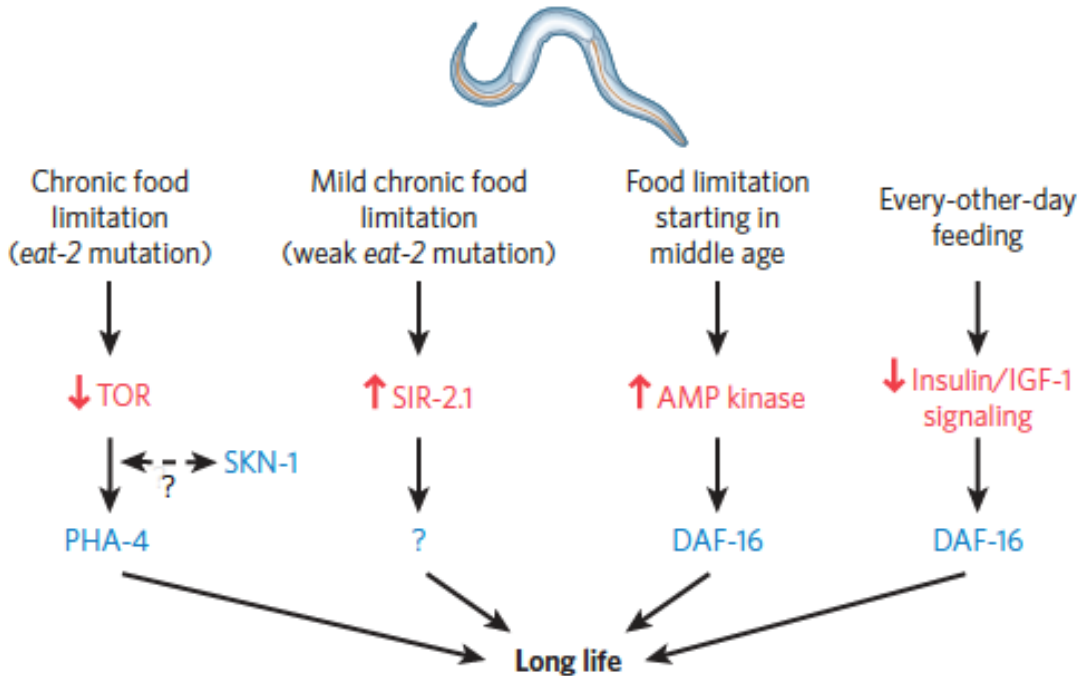 Chronic food
limitation
(eat-2 mutation)
Mild chronic food
limitation
(weak eat-2 mutation)
Food limitation
starting in
middle age
Every-other-day
feeding
↓ TOR
↑ SIR-2.1
↑ AMP kinase
↓ Insulin/IGF-1
signaling
?
SKN-1
PHA-4
?
DAF-16
DAF-16
Long life